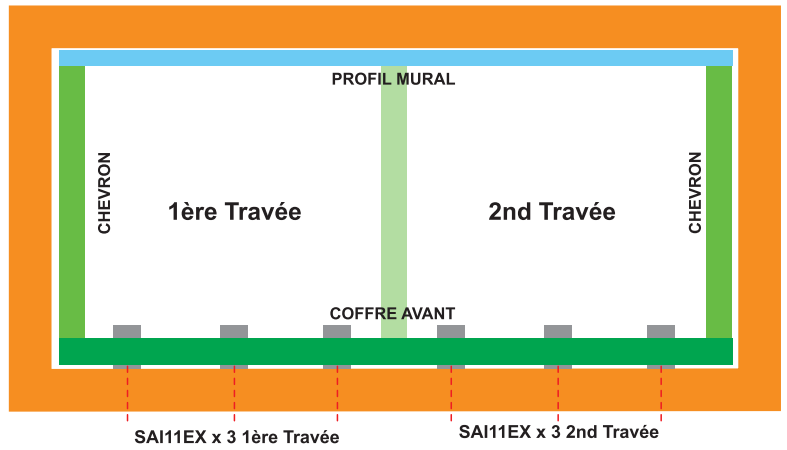 PROFIL MURAL
CHEVRON
CHEVRON
1ère Travée
2nd Travée
COFFRE AVANT
SAI11EX x 3 1ère Travée
SAI11EX x 3 2nd Travée